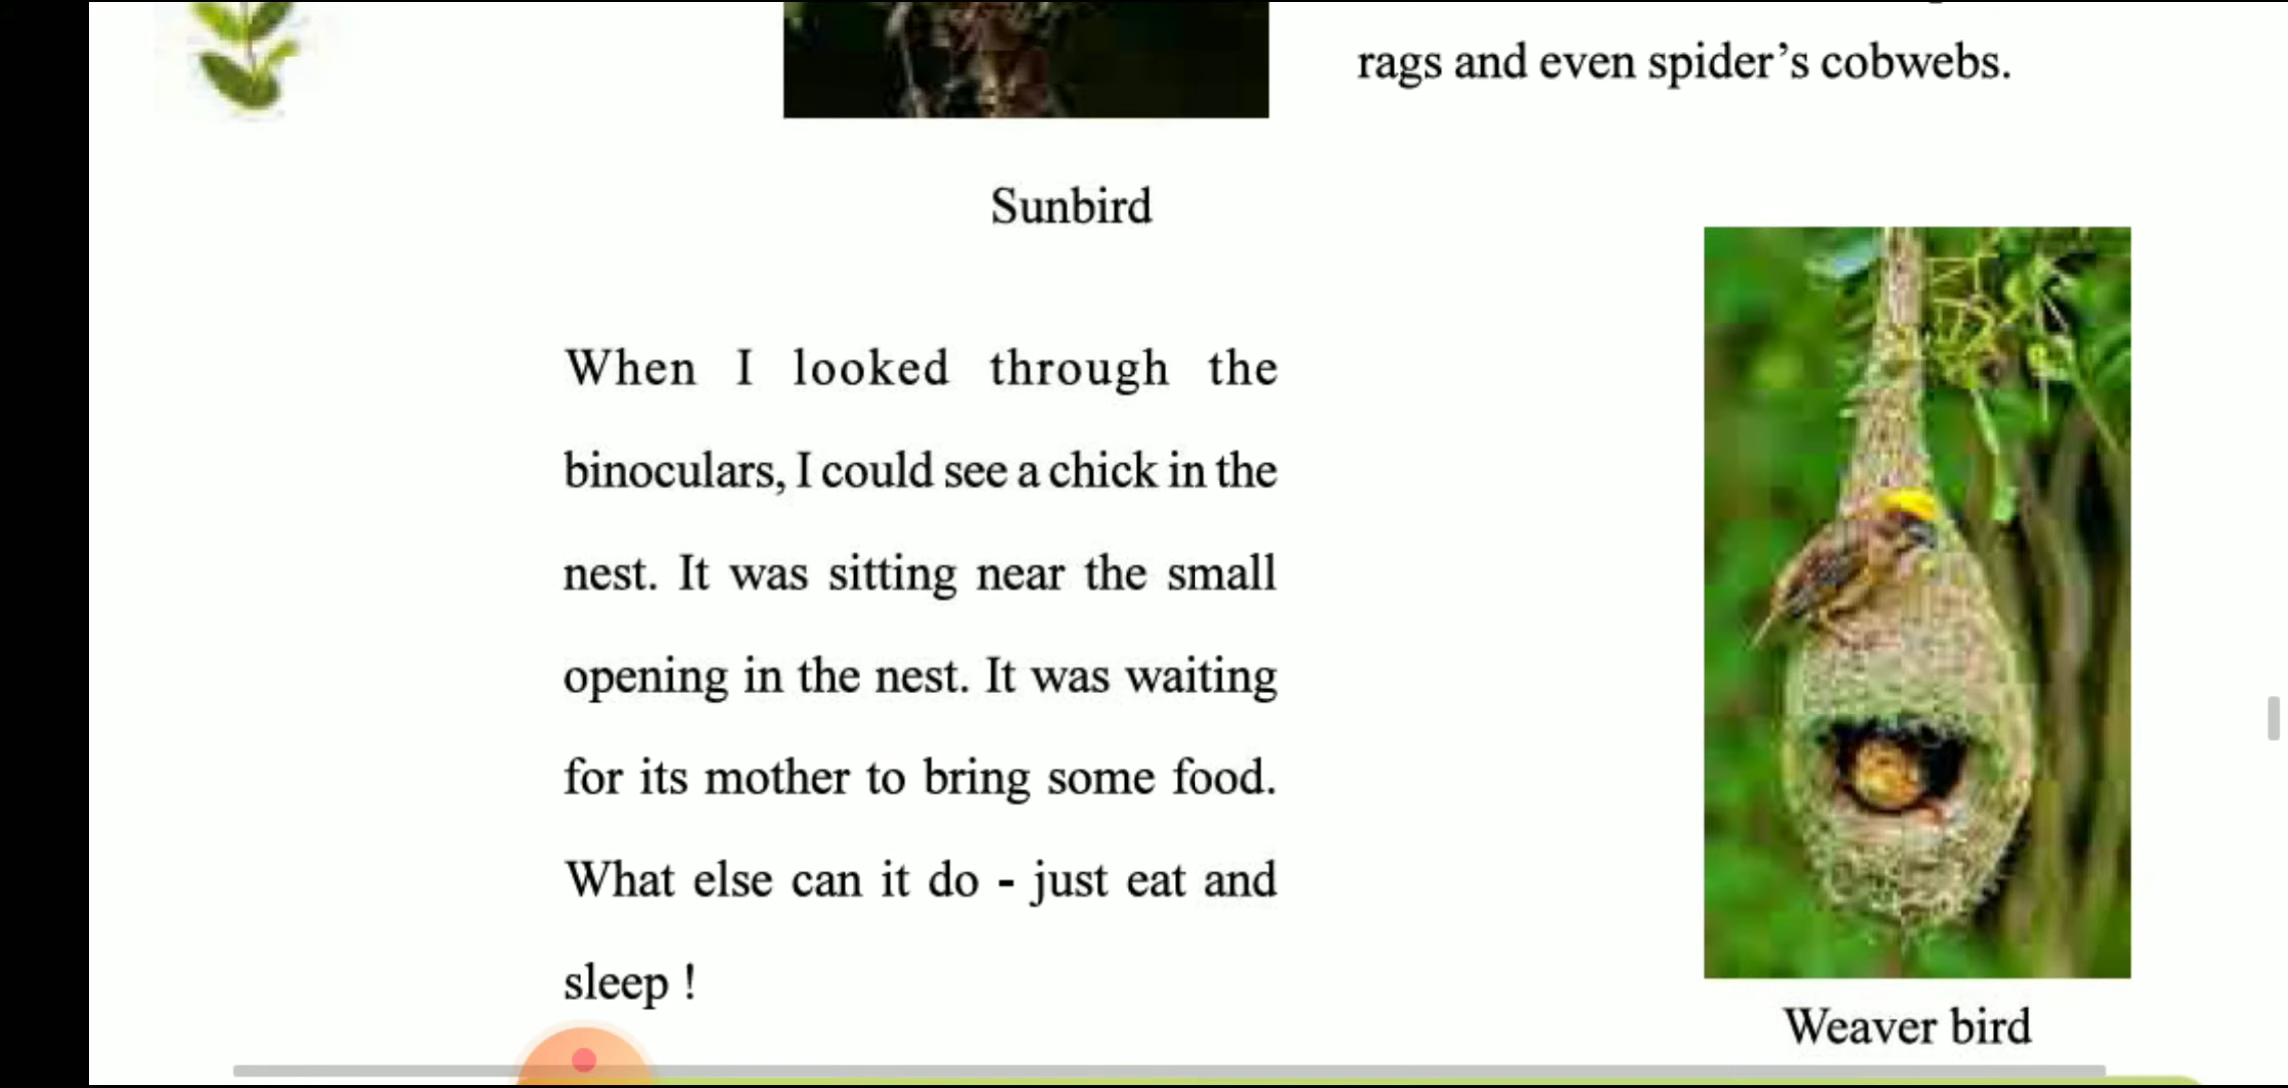 rags and even spider’s cobwebs.
Sunbird
When I looked through the
binoculars, I could see a chick in the
nest. It was sitting near the small
opening in the nest. It was waiting
for its mother to bring some food.
What else can it do - just eat and
sleep !
Weaver bird